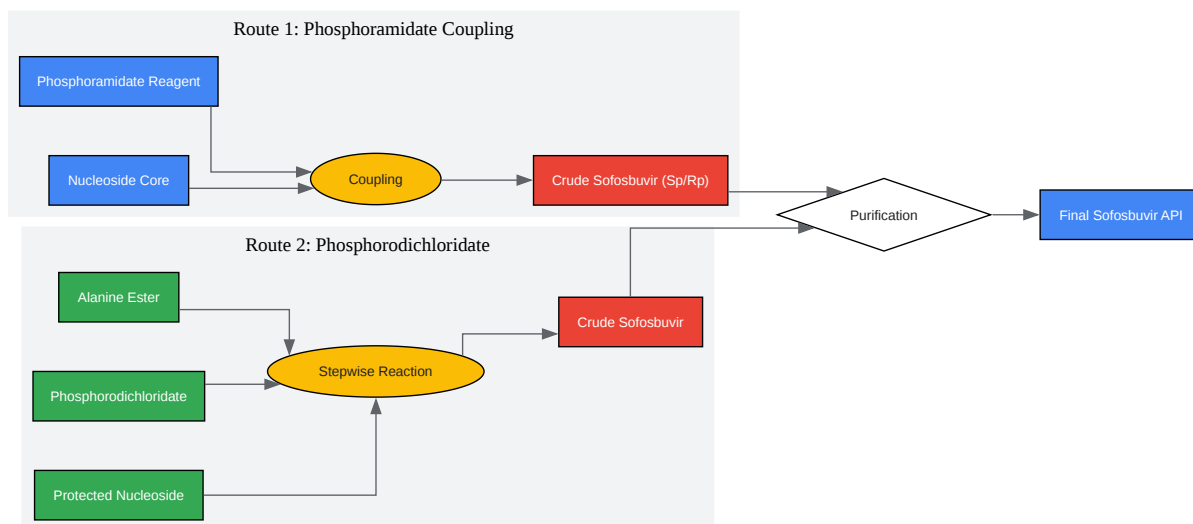 Route 1: Phosphoramidate Coupling
Phosphoramidate Reagent
Nucleoside Core
Coupling
Crude Sofosbuvir (Sp/Rp)
Purification
Final Sofosbuvir API
Route 2: Phosphorodichloridate
Alanine Ester
Crude Sofosbuvir
Stepwise Reaction
Phosphorodichloridate
Protected Nucleoside